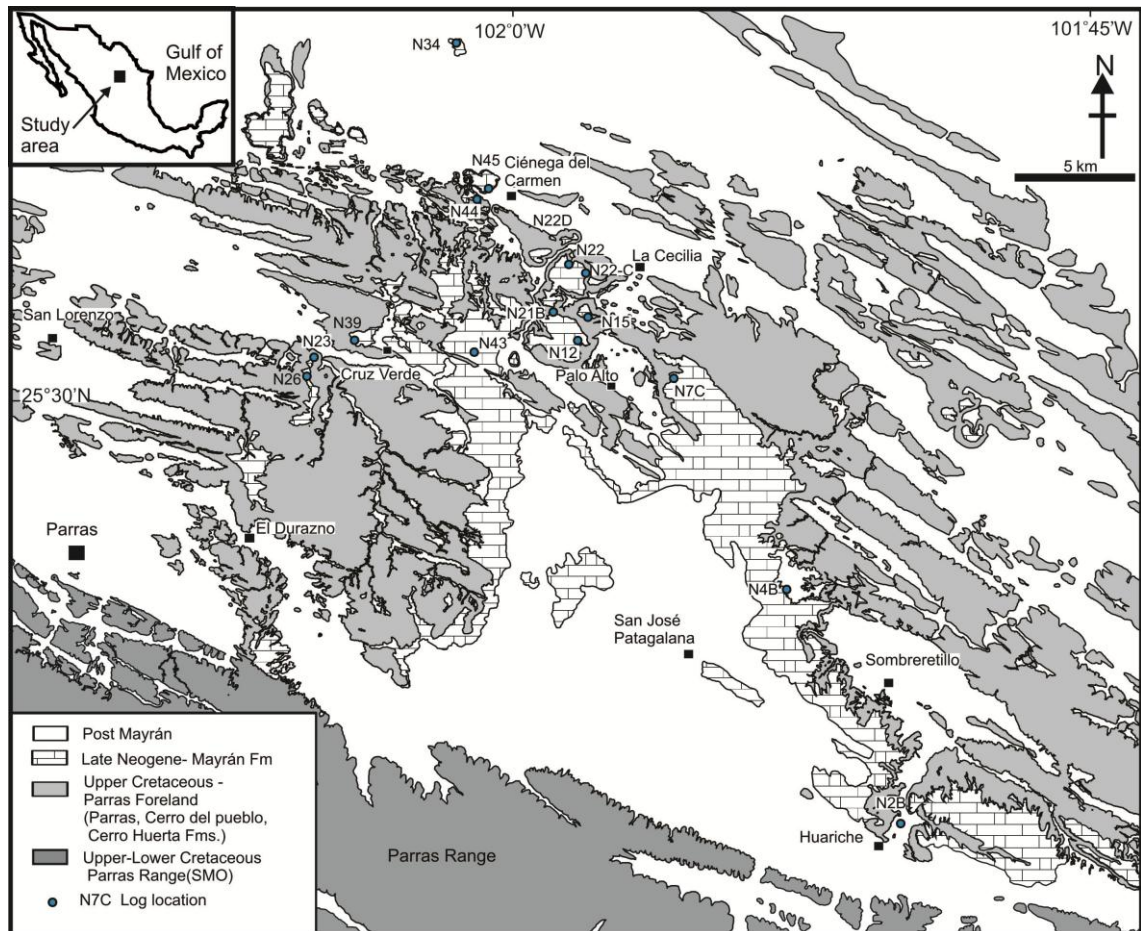 Gulf of
Mexico
Study
area
102°0'W
101°45'W
N
5 km
N34
N45
Ciénega del
Carmen
N44
N22D
N22
La Cecilia
N22-C
San Lorenzo
N39
N21B
N15
N23
N43
N12
N26
Cruz Verde
Palo Alto
N7C
25°30'N
Parras
El Durazno
N4B
San José
Patagalana
Sombreretillo
N2B
Huariche
Parras Range
Post Mayrán
Late Neogene- Mayrán Fm
Upper Cretaceous -
Parras Foreland
(Parras, Cerro del pueblo,
Cerro Huerta Fms.)
Upper-Lower Cretaceous
Parras Range(SMO)
N7C Log location